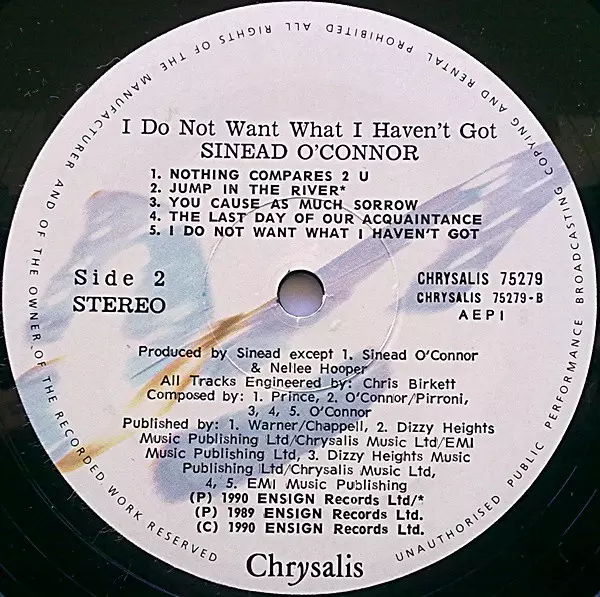 I Do Not Want What I Haven't Got
SINEAD O'CONNOR
1. NOTHING COMPARES 2 U
2. JUMP IN THE RIVER*
3. YOU CAUSE AS MUCH SORROW
4. THE LAST DAY OF OUR ACQUAINTANCE
5. I DO NOT WANT WHAT I HAVEN'T GOT
Side 2
STEREO
CHRYSALIS 75279
CHRYSALIS 75279-B
AEPI
Produced by Sinead except 1. Sinead O'Connor
& Nellee Hooper
All Tracks Engineered by: Chris Birkett
Composed by: 1. Prince, 2. O'Connor/Pirroni,
3, 4, 5. O'Connor
Published by: 1. Warner/Chappell, 2. Dizzy Heights
Music Publishing Ltd/Chrysalis Music Ltd/EMI
Music Publishing Ltd, 3. Dizzy Heights Music
Publishing Ltd/Chrysalis Music Ltd,
4, 5. EMI Music Publishing
(P) 1990 ENSIGN Records Ltd/*
(P) 1989 ENSIGN Records Ltd.
(C) 1990 ENSIGN Records Ltd.
Chrysalis
ALL RIGHTS OF THE MANUFACTURER AND OF THE OWNER OF THE RECORDED WORK RESERVED
UNAUTHORISED PUBLIC PERFORMANCE BROADCASTING COPYING AND RENTAL PROHIBITED